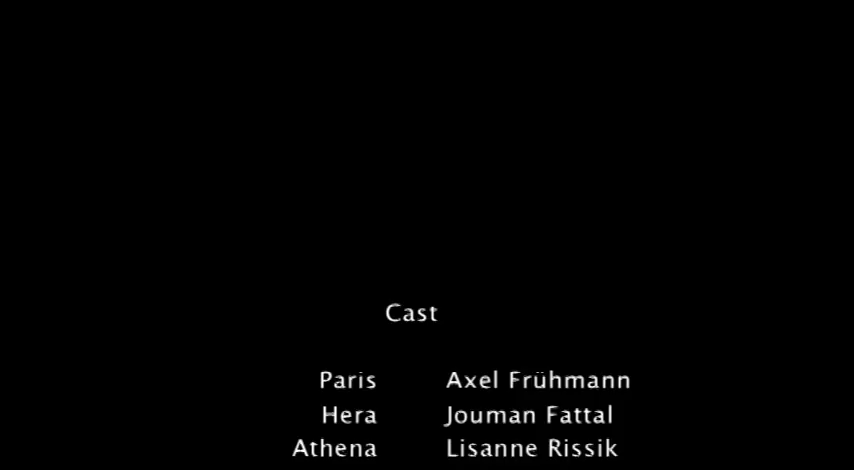 Cast
Paris Axel Frühmann
Hera Jouman Fattal
Athena Lisanne Rissik